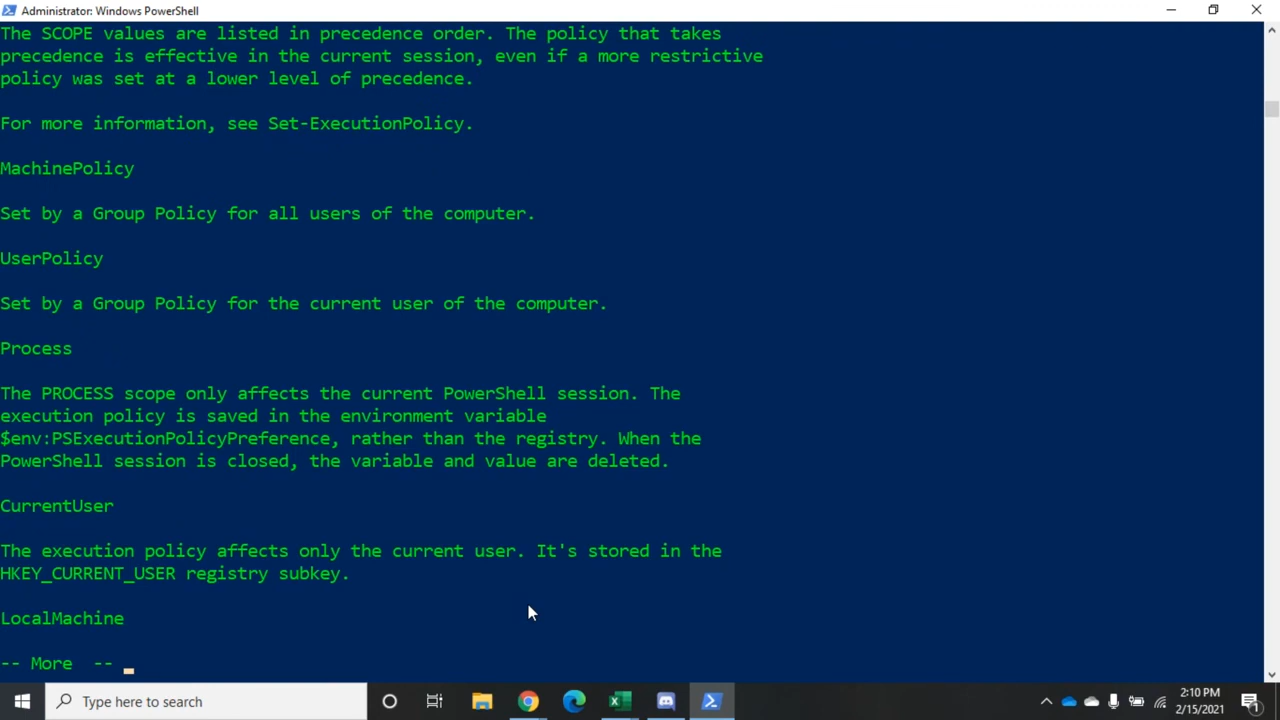 Administrator: Windows PowerShell
The SCOPE values are listed in precedence order. The policy that takes
precedence is effective in the current session, even if a more restrictive
policy was set at a lower level of precedence.
For more information, see Set-ExecutionPolicy.
MachinePolicy
Set by a Group Policy for all users of the computer.
UserPolicy
Set by a Group Policy for the current user of the computer.
Process
The PROCESS scope only affects the current PowerShell session. The
execution policy is saved in the environment variable
$env:PSExecutionPolicyPreference, rather than the registry. When the
PowerShell session is closed, the variable and value are deleted.
CurrentUser
The execution policy affects only the current user. It's stored in the
HKEY_CURRENT_USER registry subkey.
LocalMachine
-- More  --
Type here to search
2:10 PM
2/15/2021
1